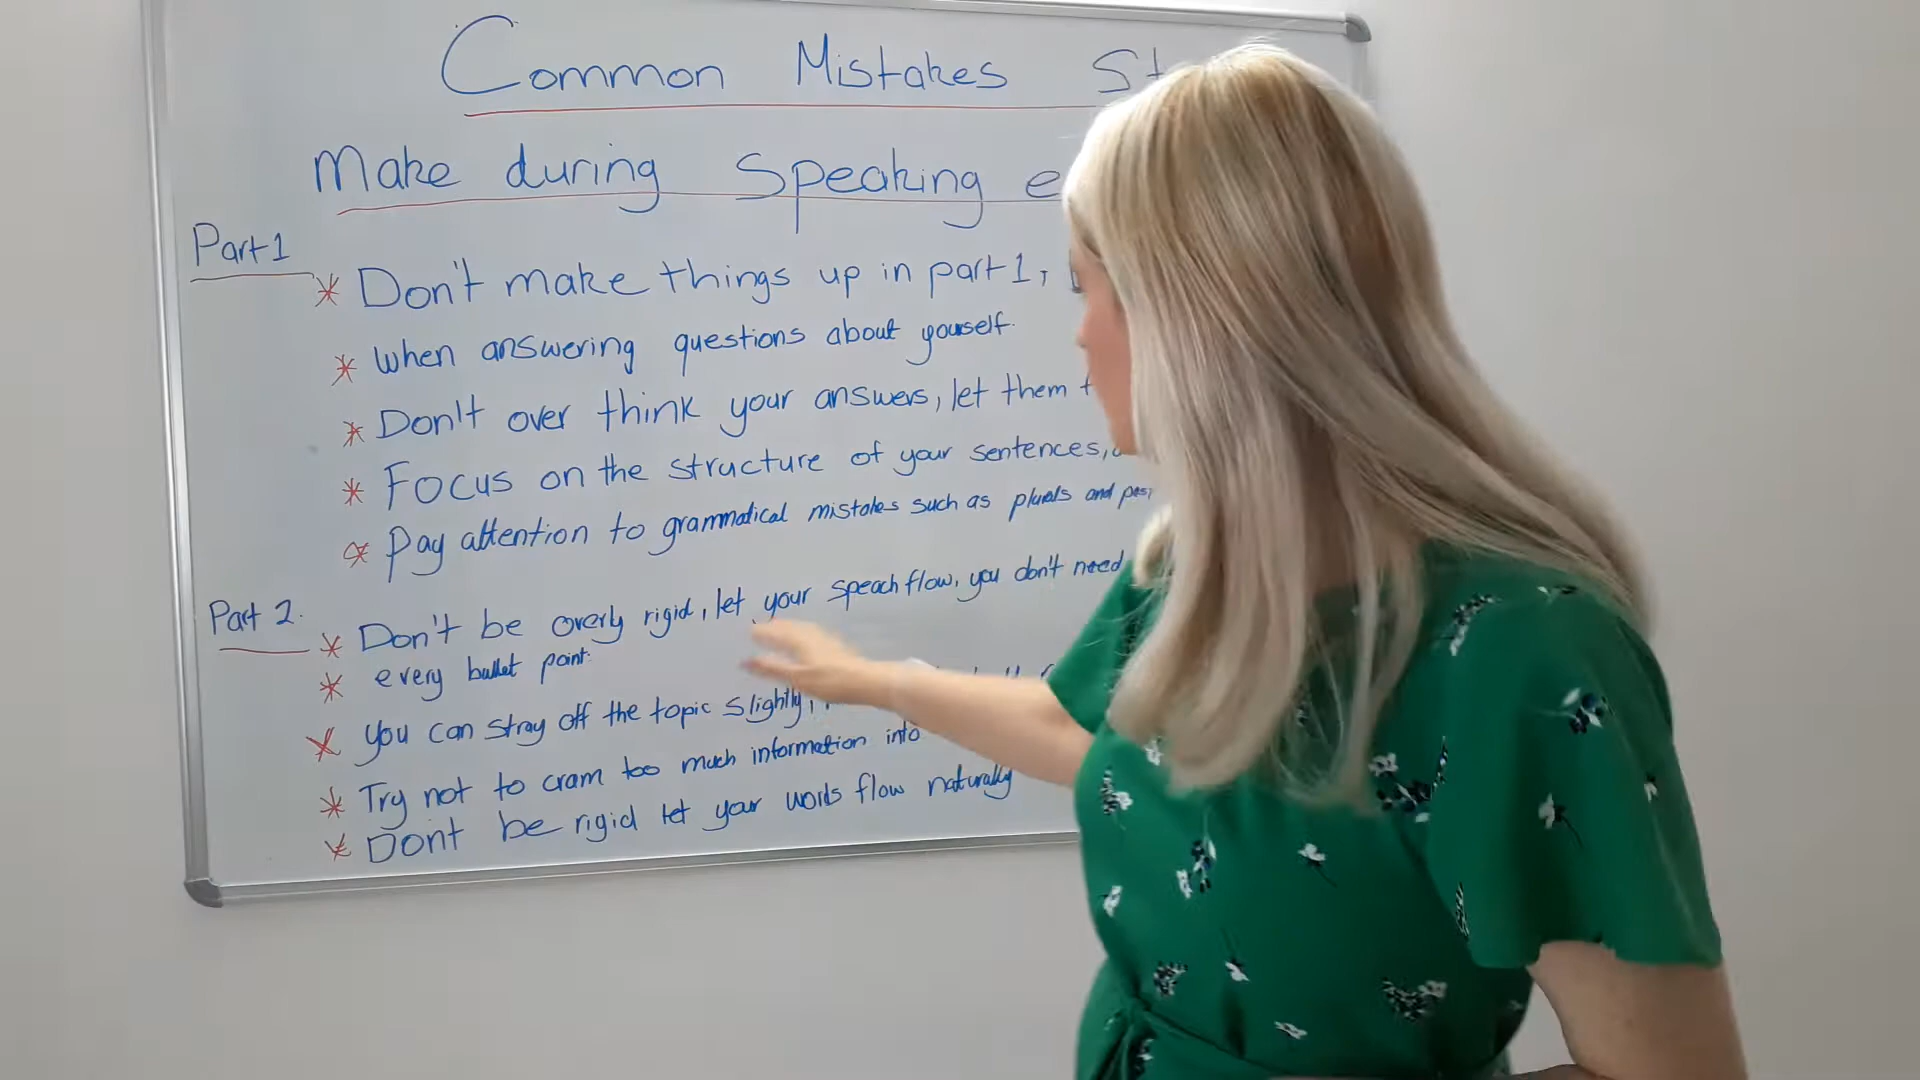 Common Mistakes St
Make during Speaking e
Part 1
* Don't make things up in part 1,
* when answering questions about yourself.
* Don't over think your answers, let them
* Focus on the structure of your sentences,
* Pay attention to grammatical mistakes such as plurals and
Part 2.
* Don't be overly rigid, let your speach flow, you don't need
* every bullet point.
* You can stray off the topic slightly,
* Try not to cram too much information into
* Dont be rigid let your words flow naturally